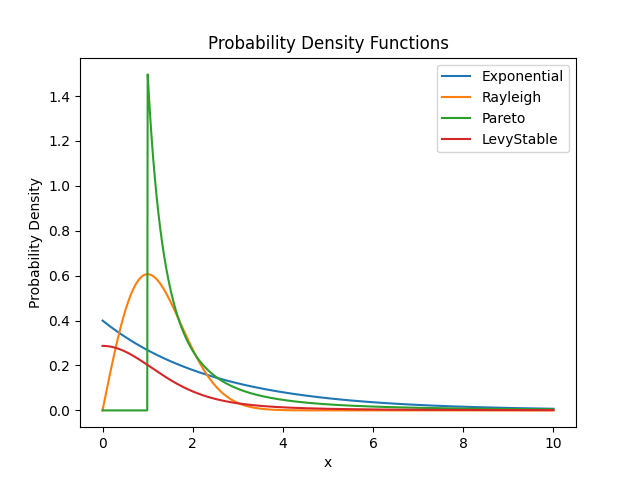 Probability Density Functions
Exponential
Rayleigh
Pareto
LevyStable
Probability Density
1.4
1.2
1.0
0.8
0.6
0.4
0.2
0.0
0
2
4
6
8
10
x